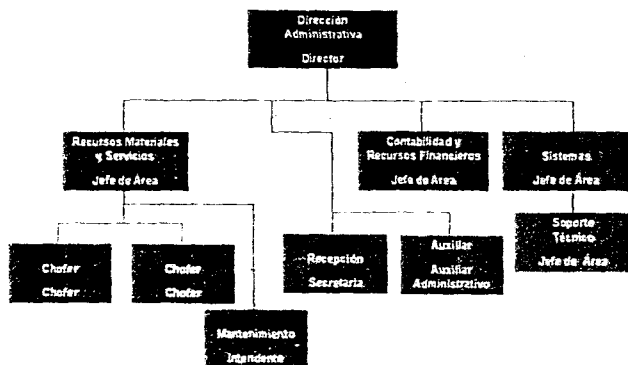 Dirección
Administrativa
Director
Recursos Materiales
y Servicios
Jefe de Área
Contabilidad y
Recursos Financieros
Jefe de Area
Sistemas
Jefe de Área
Soporte
Técnico
Jefe de Área
Chofer
Chofer
Chofer
Chofer
Recepción
Secretaria
Auxiliar
Auxiliar
Administrativo
Mantenimiento
Intendente